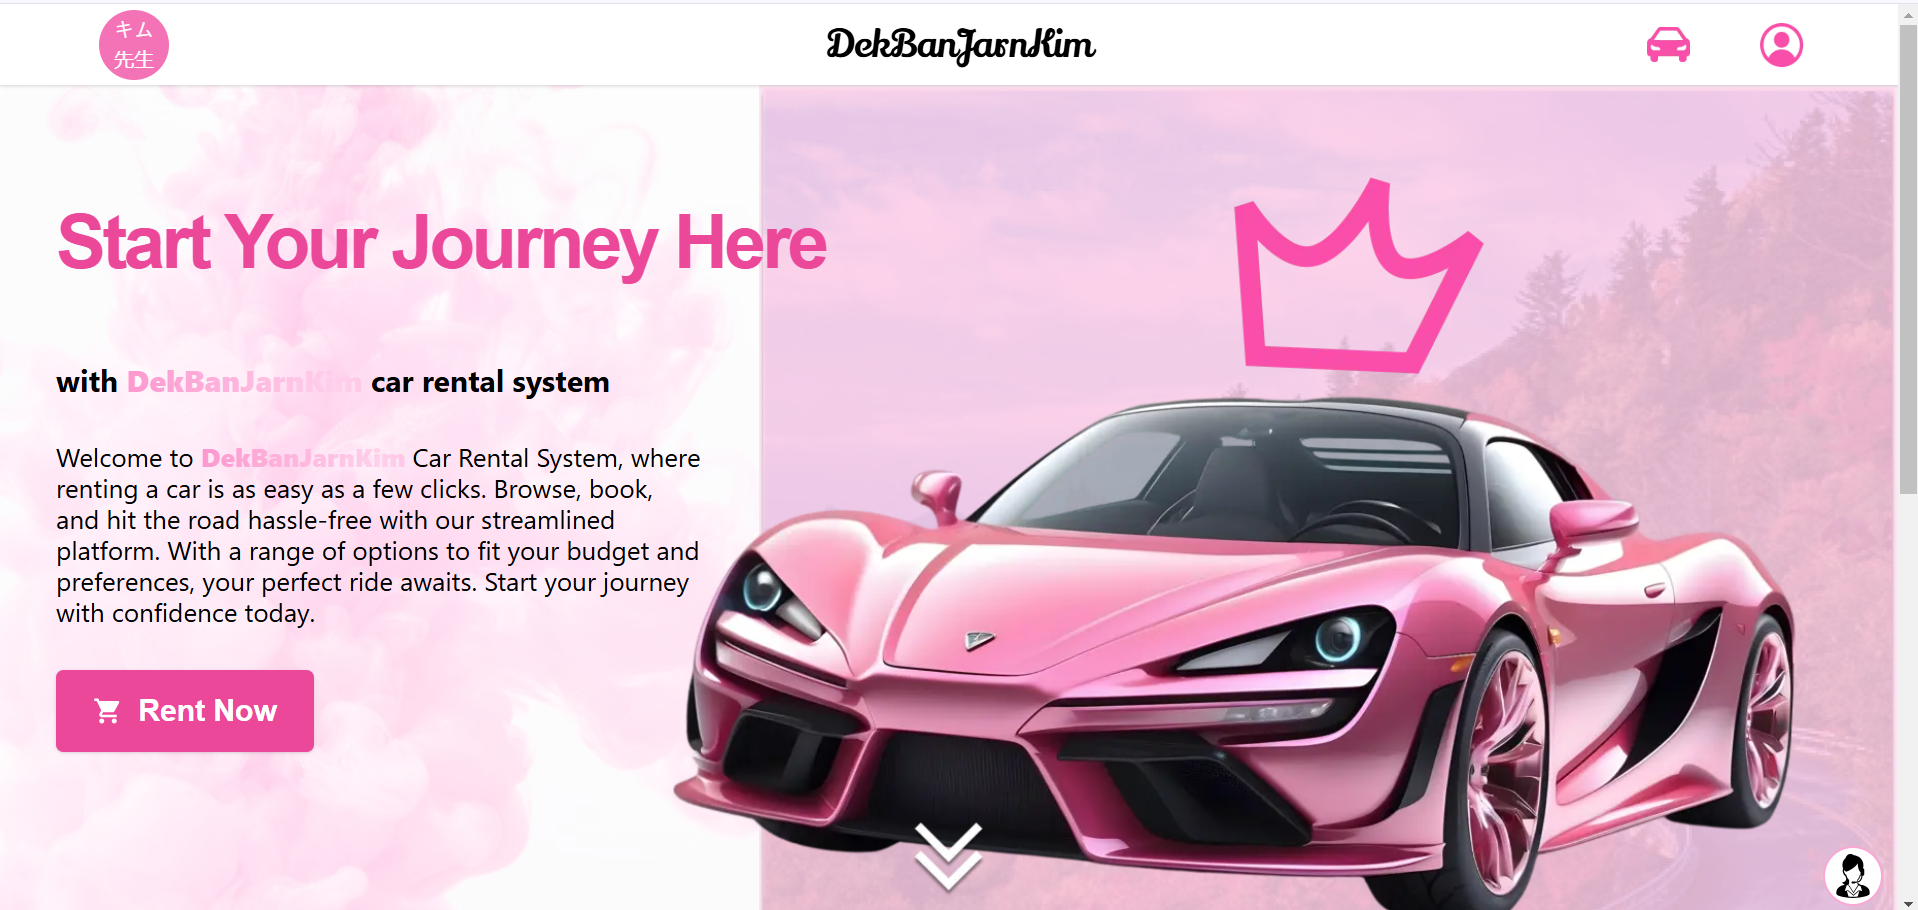 キム
先生
DekBanJarnKim
Start Your Journey Here
with DekBanJarnKim car rental system
Welcome to DekBanJarnKim Car Rental System, where
renting a car is as easy as a few clicks. Browse, book,
and hit the road hassle-free with our streamlined
platform. With a range of options to fit your budget and
preferences, your perfect ride awaits. Start your journey
with confidence today.
Rent Now